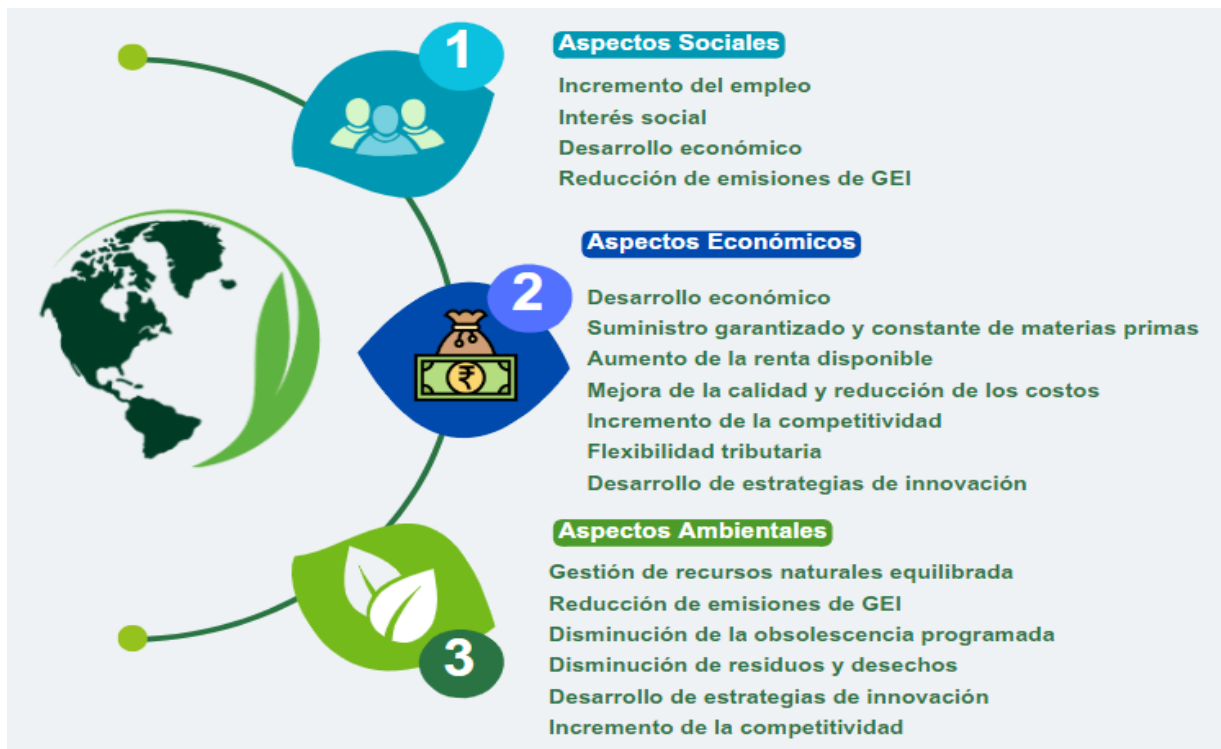 1
Aspectos Sociales
Incremento del empleo
Interés social
Desarrollo económico
Reducción de emisiones de GEI
2
Aspectos Económicos
Desarrollo económico
Suministro garantizado y constante de materias primas
Aumento de la renta disponible
Mejora de la calidad y reducción de los costos
Incremento de la competitividad
Flexibilidad tributaria
Desarrollo de estrategias de innovación
₹
3
Aspectos Ambientales
Gestión de recursos naturales equilibrada
Reducción de emisiones de GEI
Disminución de la obsolescencia programada
Disminución de residuos y desechos
Desarrollo de estrategias de innovación
Incremento de la competitividad